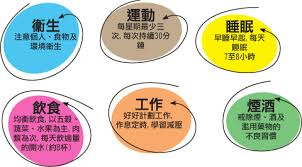 衞生
注意個人、食物及
環境衞生
運動
每星期最少三
次, 每次持續30分
鐘
睡眠
早睡早起, 每天
睡眠
7至8小時
飲食
均衡飲食, 以五穀、
蔬菜、水果為主, 肉
類為次, 每天飲適量
的開水（約8杯）
工作
好好計劃工作,
作息定時, 學習減壓
煙酒
戒除煙、酒及
濫用藥物的
不良習慣